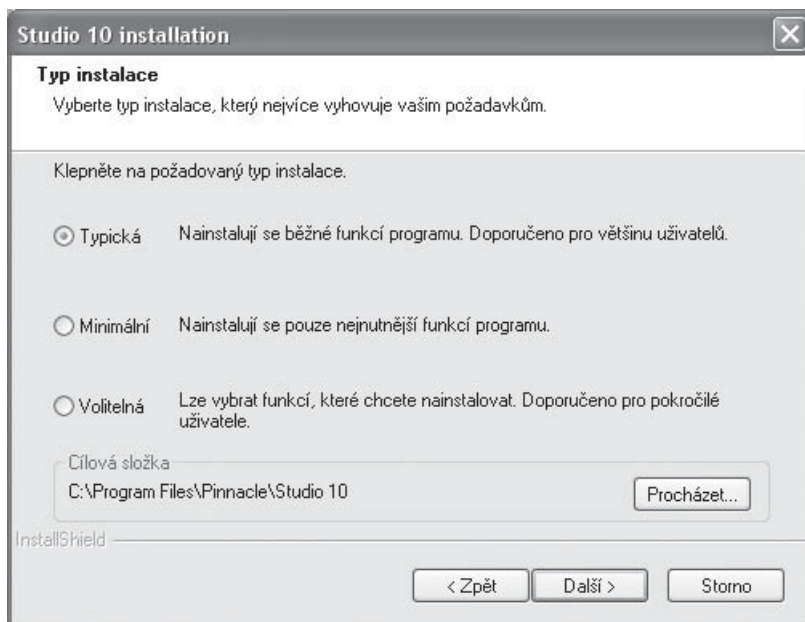 Studio 10 installation
Typ instalace
Vyberte typ instalace, který nejvíce vyhovuje vašim požadavkům.
Klepněte na požadovaný typ instalace.
Typická Nainstalují se běžné funkcí programu. Doporučeno pro většinu uživatelů.
Minimální Nainstalují se pouze nejnutnější funkcí programu.
Volitelná Lze vybrat funkcí, které chcete nainstalovat. Doporučeno pro pokročilé
uživatele.
Cílová složka
C:\Program Files\Pinnacle\Studio 10 Procházet...
InstallShield
< Zpět Další > Storno